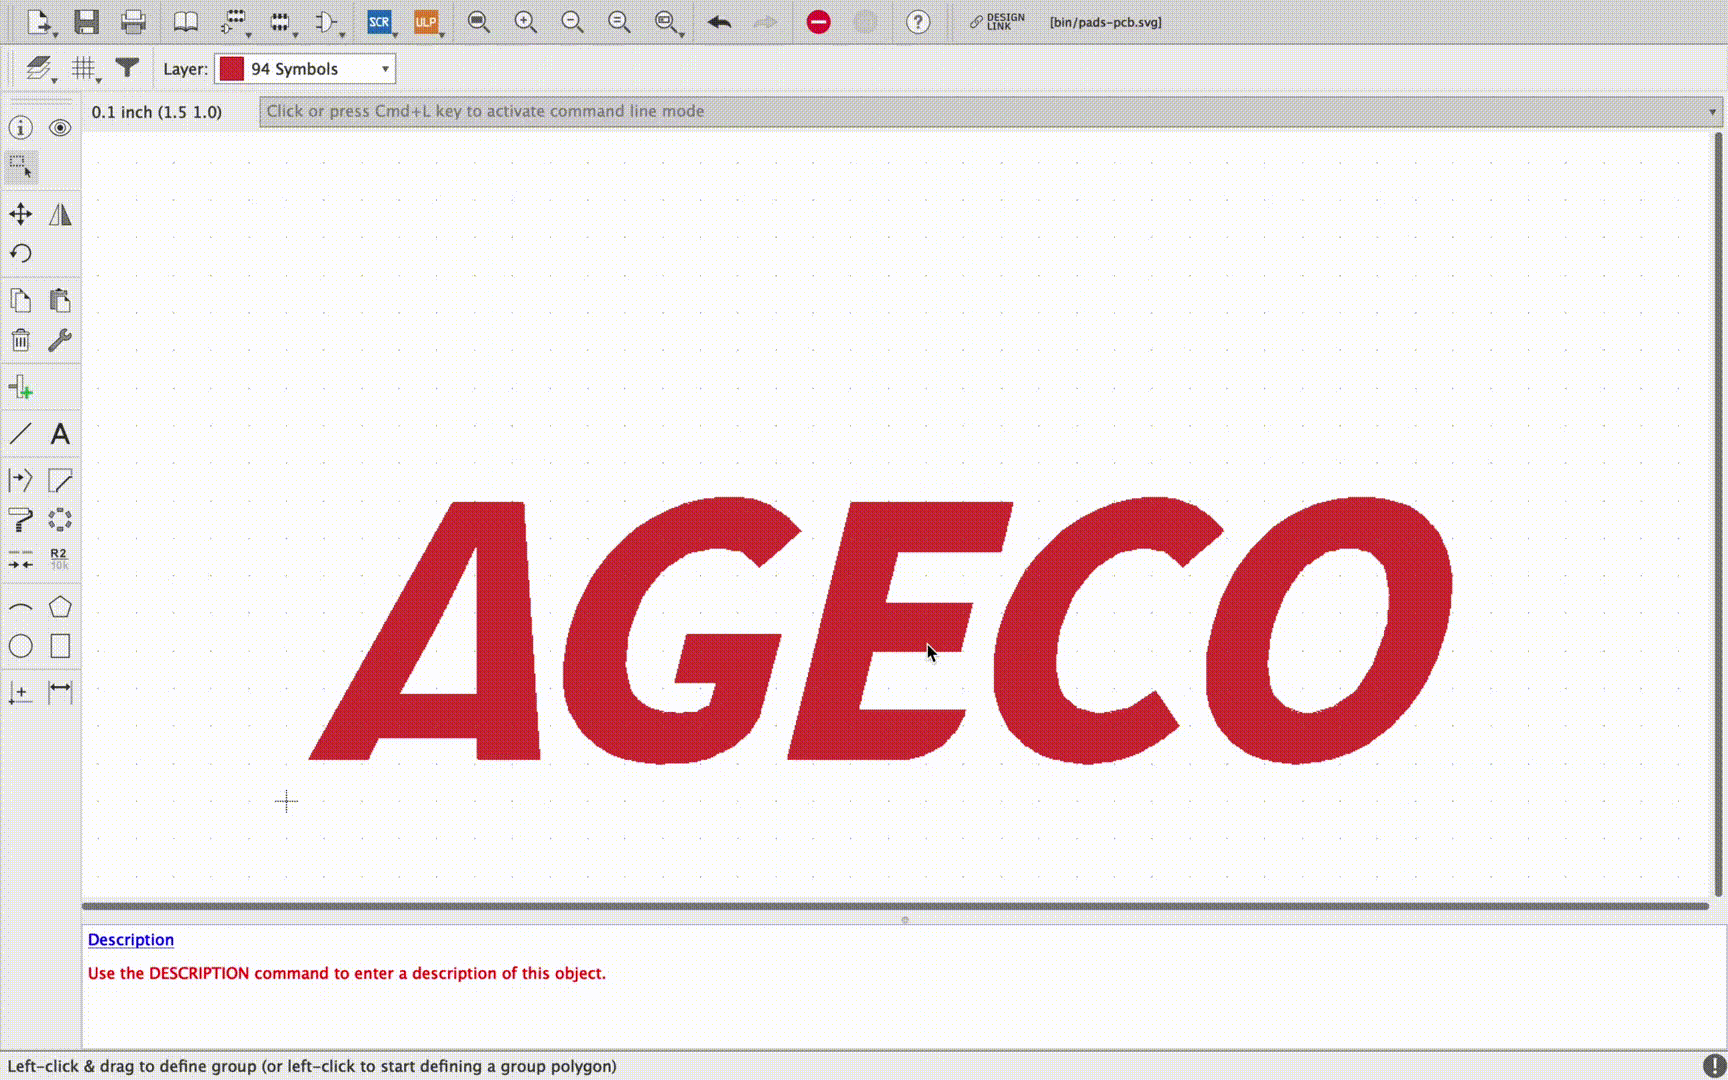 SCR
ULP
DESIGN
LINK
[bin/pads-pcb.svg]
Layer:
94 Symbols
0.1 inch (1.5 1.0)
Click or press Cmd+L key to activate command line mode
A
R2
10k
AGECO
Description
Use the DESCRIPTION command to enter a description of this object.
Left-click & drag to define group (or left-click to start defining a group polygon)